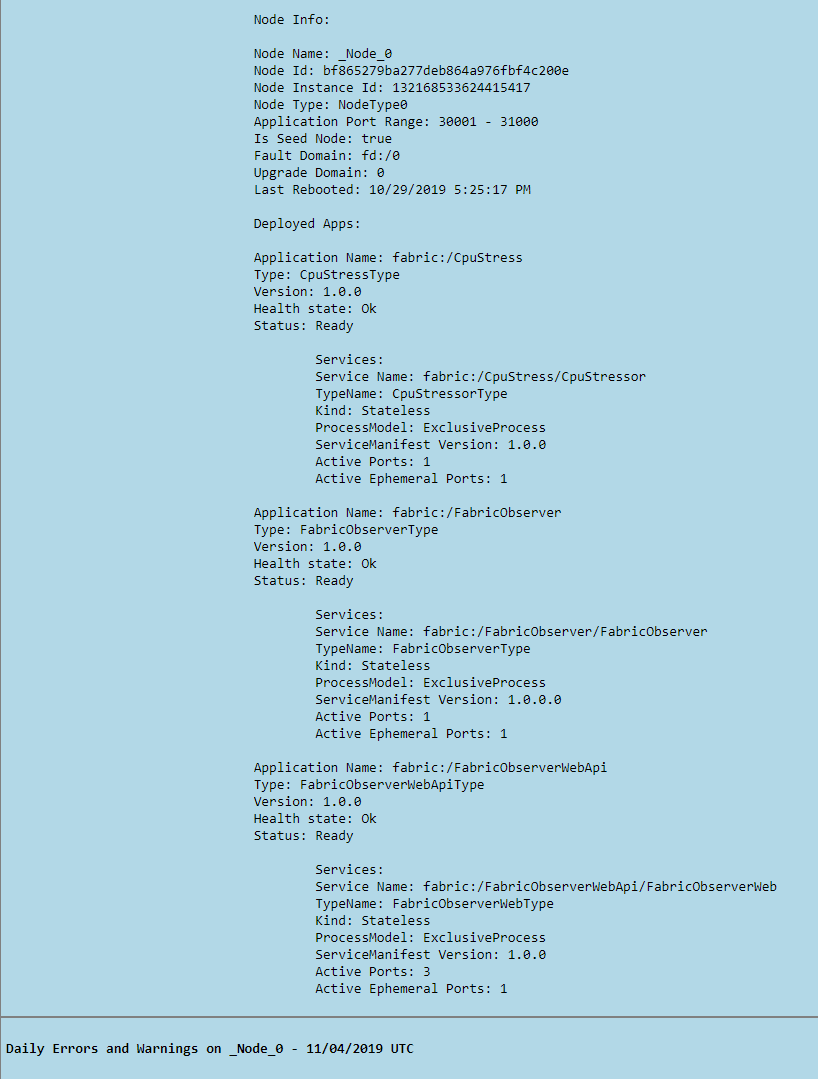 Node Info:
Node Name: _Node_0
Node Id: bf865279ba277deb864a976fbf4c200e
Node Instance Id: 132168533624415417
Node Type: NodeType0
Application Port Range: 30001 - 31000
Is Seed Node: true
Fault Domain: fd:/0
Upgrade Domain: 0
Last Rebooted: 10/29/2019 5:25:17 PM
Deployed Apps:
Application Name: fabric:/CpuStress
Type: CpuStressType
Version: 1.0.0
Health state: Ok
Status: Ready
Services:
Service Name: fabric:/CpuStress/CpuStressor
TypeName: CpuStressorType
Kind: Stateless
ProcessModel: ExclusiveProcess
ServiceManifest Version: 1.0.0
Active Ports: 1
Active Ephemeral Ports: 1
Application Name: fabric:/FabricObserver
Type: FabricObserverType
Version: 1.0.0
Health state: Ok
Status: Ready
Services:
Service Name: fabric:/FabricObserver/FabricObserver
TypeName: FabricObserverType
Kind: Stateless
ProcessModel: ExclusiveProcess
ServiceManifest Version: 1.0.0.0
Active Ports: 1
Active Ephemeral Ports: 1
Application Name: fabric:/FabricObserverWebApi
Type: FabricObserverWebApiType
Version: 1.0.0
Health state: Ok
Status: Ready
Services:
Service Name: fabric:/FabricObserverWebApi/FabricObserverWeb
TypeName: FabricObserverWebType
Kind: Stateless
ProcessModel: ExclusiveProcess
ServiceManifest Version: 1.0.0
Active Ports: 3
Active Ephemeral Ports: 1
Daily Errors and Warnings on _Node_0 - 11/04/2019 UTC